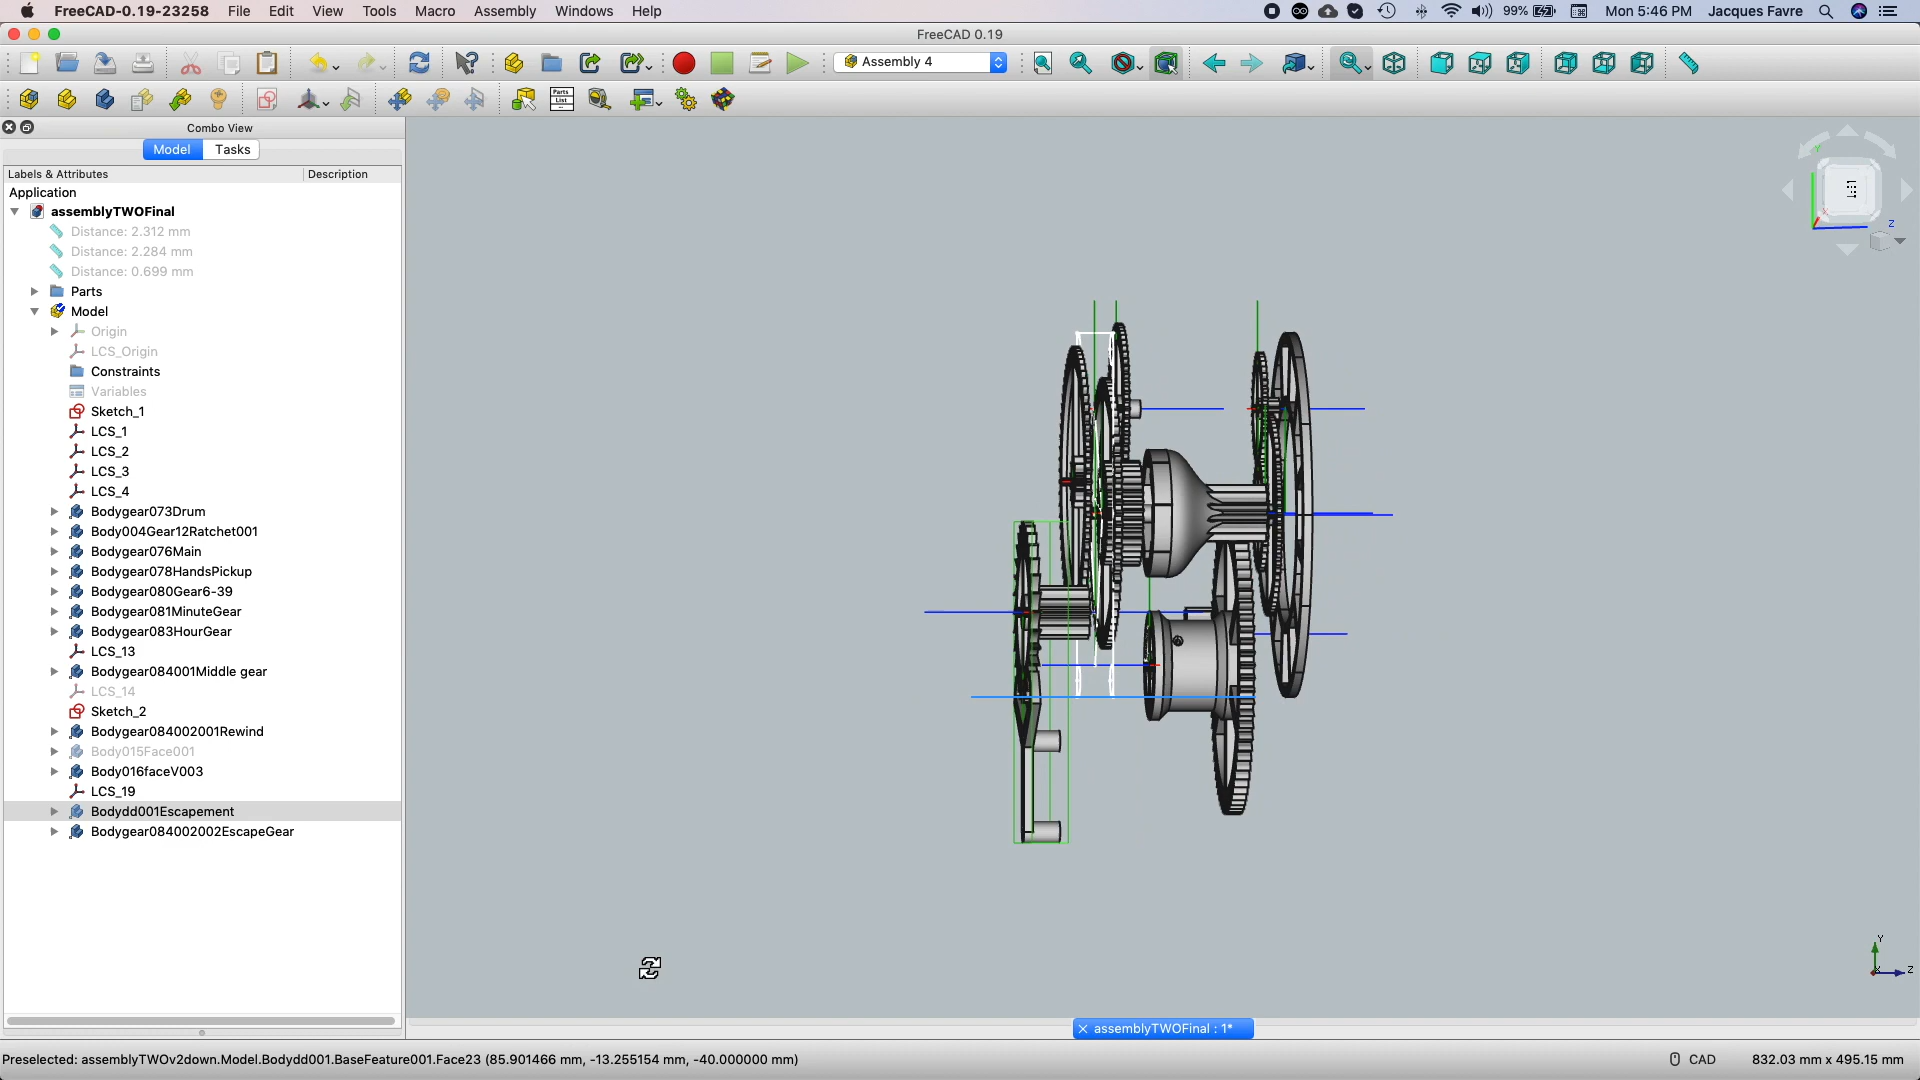 FreeCAD-0.19-23258 File Edit View Tools Macro Assembly Windows Help 99% Mon 5:46 PM Jacques Favre
FreeCAD 0.19
Assembly 4
Parts List
Combo View
Model Tasks
Labels & Attributes Description
Application
assemblyTWOFinal
Distance: 2.312 mm
Distance: 2.284 mm
Distance: 0.699 mm
Parts
Model
Origin
LCS_Origin
Constraints
Variables
Sketch_1
LCS_1
LCS_2
LCS_3
LCS_4
Bodygear073Drum
Body004Gear12Ratchet001
Bodygear076Main
Bodygear078HandsPickup
Bodygear080Gear6-39
Bodygear081MinuteGear
Bodygear083HourGear
LCS_13
Bodygear084001Middle gear
LCS_14
Sketch_2
Bodygear084002001Rewind
Body015Face001
Body016faceV003
LCS_19
Bodydd001Escapement
Bodygear084002002EscapeGear
Y
X
Z
Y
X
Z
assemblyTWOFinal : 1*
Preselected: assemblyTWOv2down.Model.Bodydd001.BaseFeature001.Face23 (85.901466 mm, -13.255154 mm, -40.000000 mm) CAD 832.03 mm x 495.15 mm